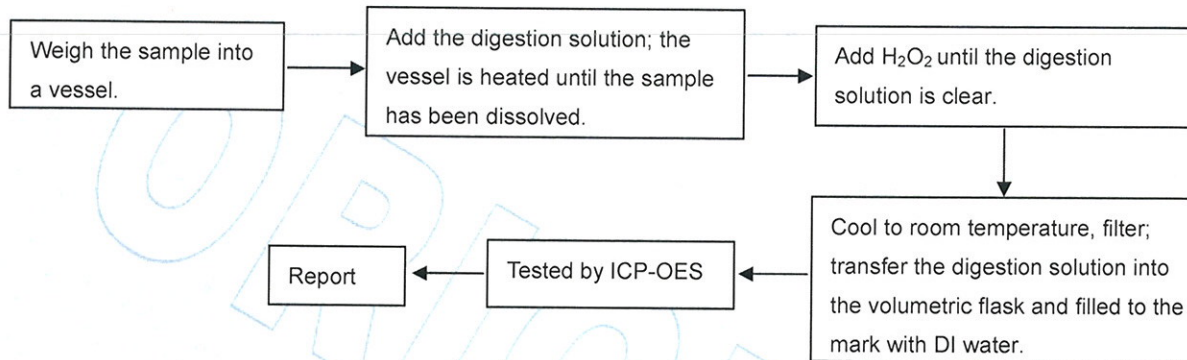 Weigh the sample into
a vessel.
Add the digestion solution; the
vessel is heated until the sample
has been dissolved.
Add H₂O₂ until the digestion
solution is clear.
Cool to room temperature, filter;
transfer the digestion solution into
the volumetric flask and filled to the
mark with DI water.
Tested by ICP-OES
Report